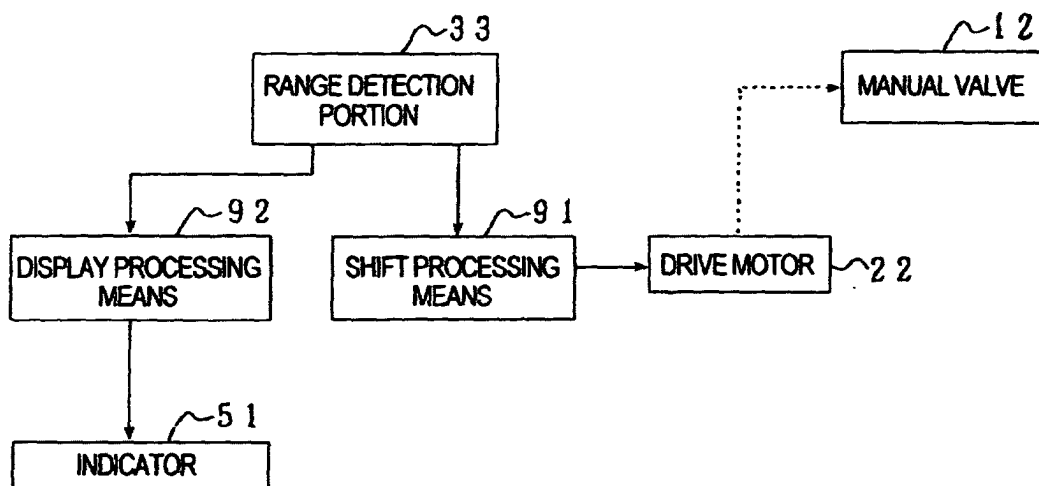 33
RANGE DETECTION
PORTION
12
MANUAL VALVE
92
DISPLAY PROCESSING
MEANS
91
SHIFT PROCESSING
MEANS
DRIVE MOTOR
22
51
INDICATOR